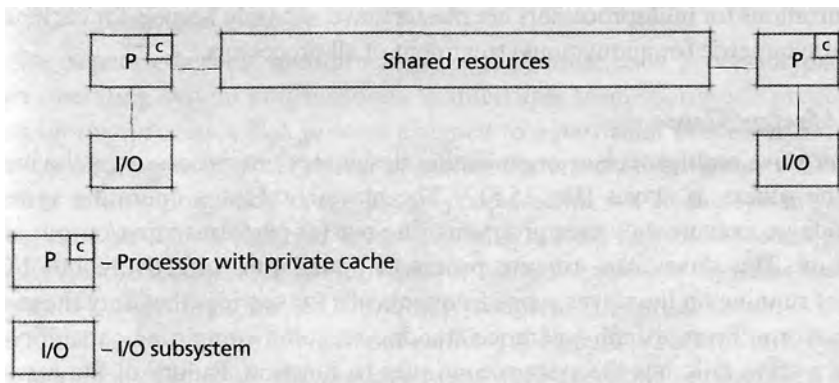 P C
Shared resources
P C
I/O
I/O
P C – Processor with private cache
I/O – I/O subsystem